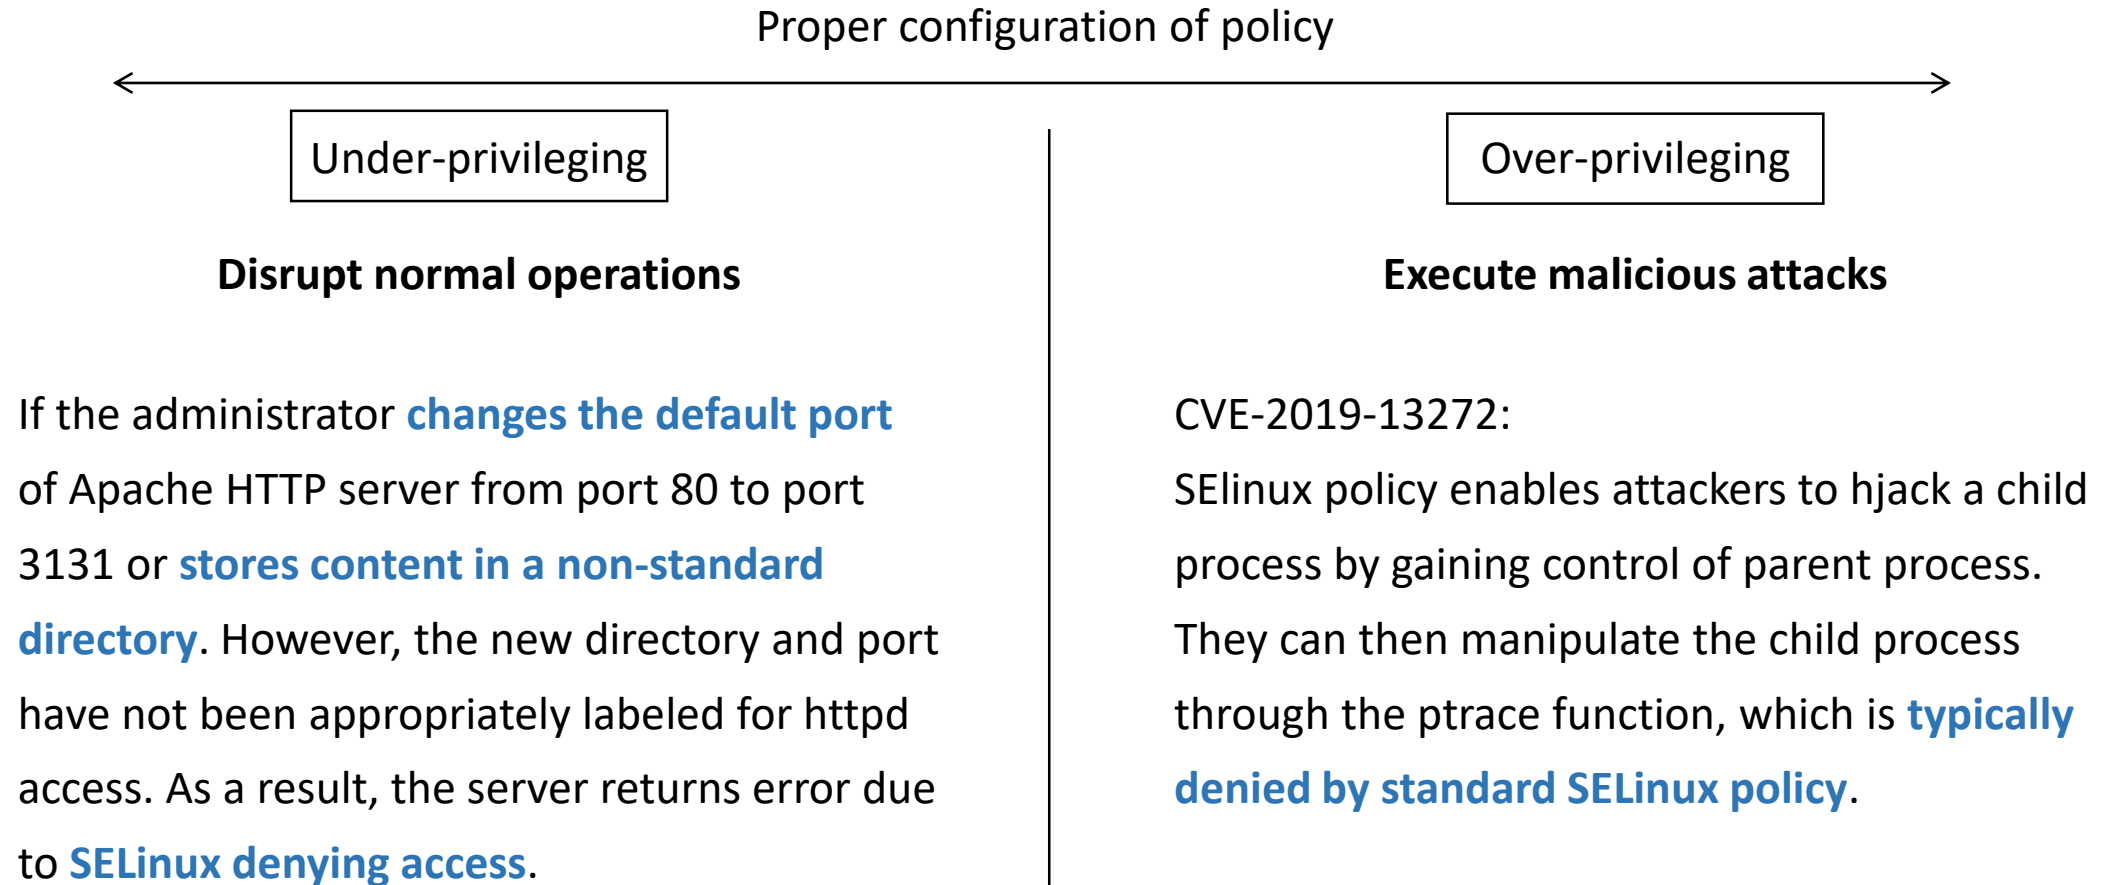 Proper configuration of policy
Under-privileging
Disrupt normal operations
If the administrator changes the default port
of Apache HTTP server from port 80 to port
3131 or stores content in a non-standard
directory. However, the new directory and port
have not been appropriately labeled for httpd
access. As a result, the server returns error due
to SELinux denying access.
Over-privileging
Execute malicious attacks
CVE-2019-13272:
SElinux policy enables attackers to hjack a child
process by gaining control of parent process.
They can then manipulate the child process
through the ptrace function, which is typically
denied by standard SELinux policy.